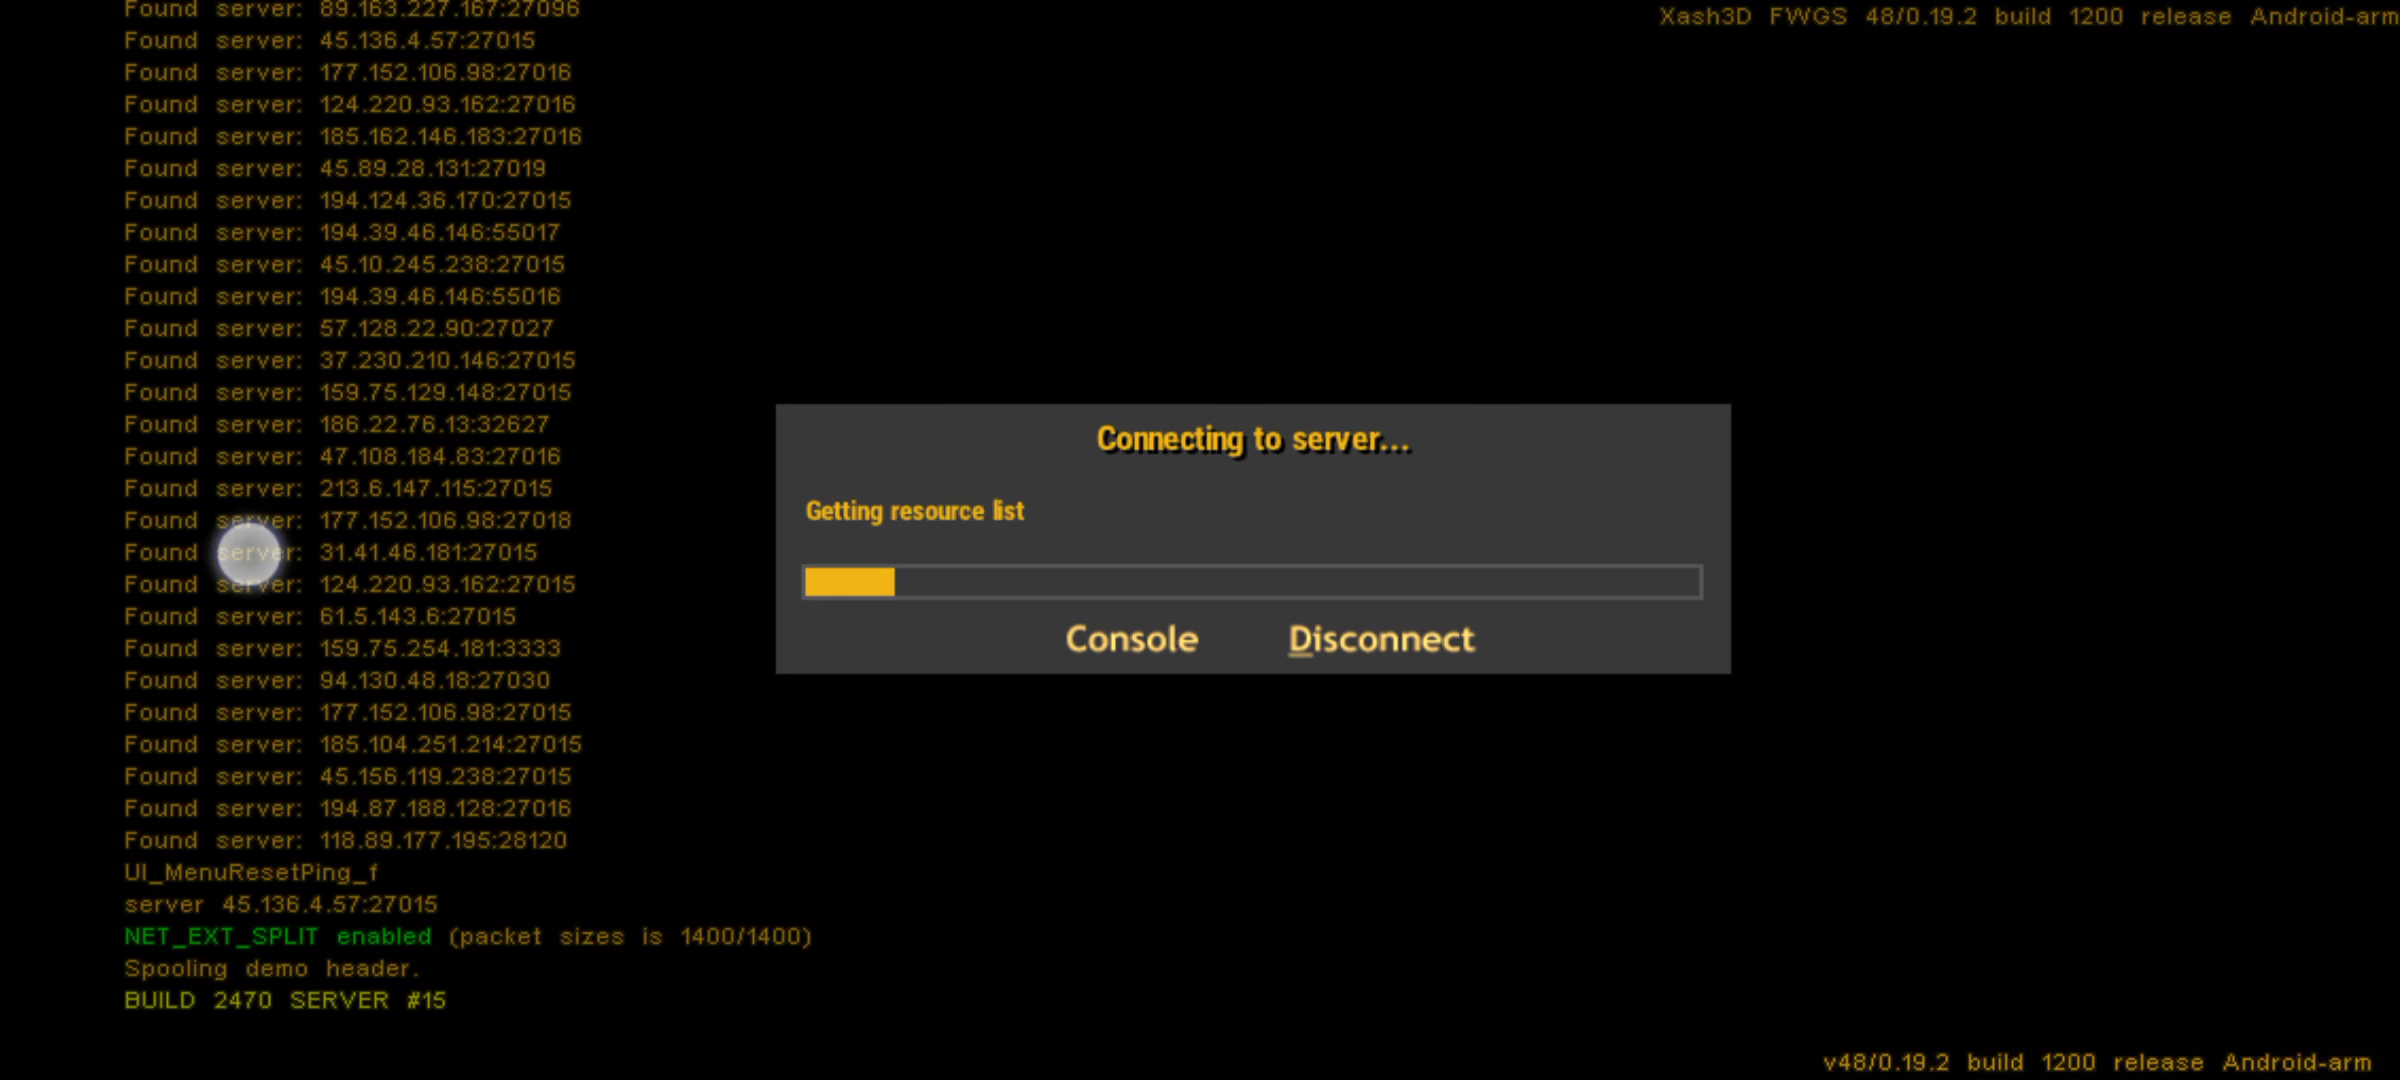 Found server: 89.163.227.167:27096
Xash3D FWGS 48/0.19.2 build 1200 release Android-arm
Found server: 45.136.4.57:27015
Found server: 177.152.106.98:27016
Found server: 124.220.93.162:27016
Found server: 185.162.146.183:27016
Found server: 45.89.28.131:27019
Found server: 194.124.36.170:27015
Found server: 194.39.46.146:55017
Found server: 45.10.245.238:27015
Found server: 194.39.46.146:55016
Found server: 57.128.22.90:27027
Found server: 37.230.210.146:27015
Found server: 159.75.129.148:27015
Found server: 186.22.76.13:32627
Found server: 47.108.184.83:27016
Found server: 213.6.147.115:27015
Found server: 177.152.106.98:27018
Found server: 31.41.46.181:27015
Found server: 124.220.93.162:27015
Found server: 61.5.143.6:27015
Found server: 159.75.254.181:3333
Found server: 94.130.48.18:27030
Found server: 177.152.106.98:27015
Found server: 185.104.251.214:27015
Found server: 45.156.119.238:27015
Found server: 194.87.188.128:27016
Found server: 118.89.177.195:28120
UI_MenuResetPing_f
server 45.136.4.57:27015
NET_EXT_SPLIT enabled (packet sizes is 1400/1400)
Spooling demo header.
BUILD 2470 SERVER #15
Connecting to server...
Getting resource list
Console Disconnect
v48/0.19.2 build 1200 release Android-arm